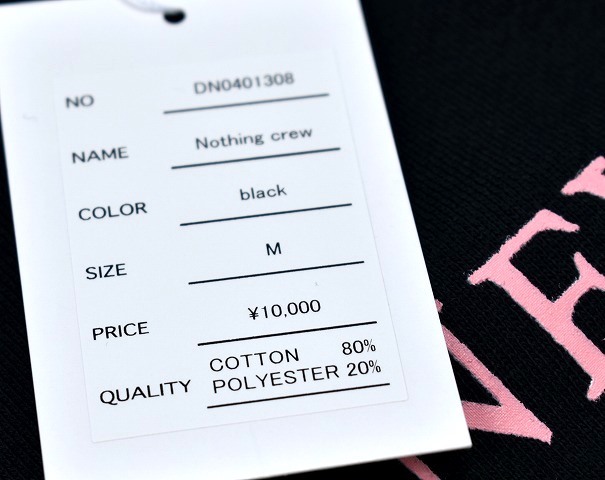 NO DN0401308
NAME Nothing crew
COLOR black
SIZE M
PRICE ¥10,000
QUALITY COTTON 80%
POLYESTER 20%